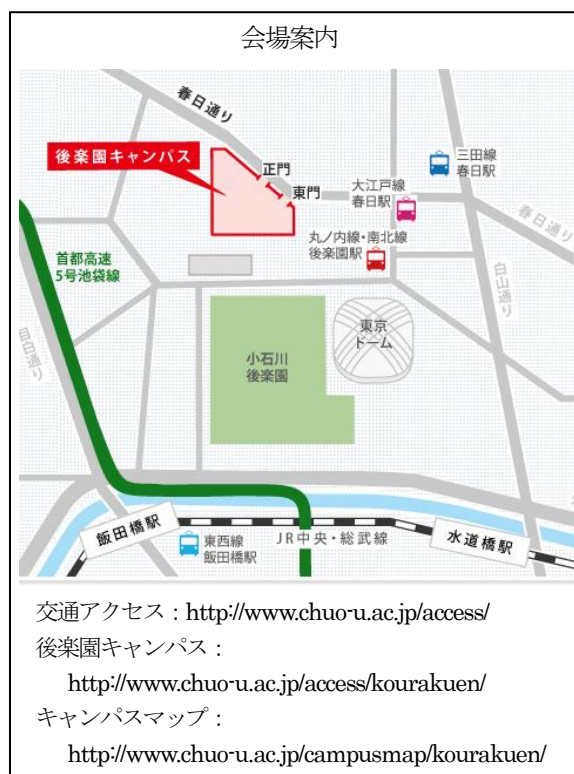 会場案内
春日通り
後楽園キャンパス
正門
東門
三田線
春日駅
大江戸線
春日駅
丸ノ内線・南北線
後楽園駅
春日通り
首都高速
5号池袋線
白山通り
目白通り
東京
ドーム
小石川
後楽園
飯田橋駅
東西線
飯田橋駅
JR中央・総武線
水道橋駅
交通アクセス:http://www.chuo-u.ac.jp/access/
後楽園キャンパス:
http://www.chuo-u.ac.jp/access/kourakuen/
キャンパスマップ:
http://www.chuo-u.ac.jp/campusmap/kourakuen/